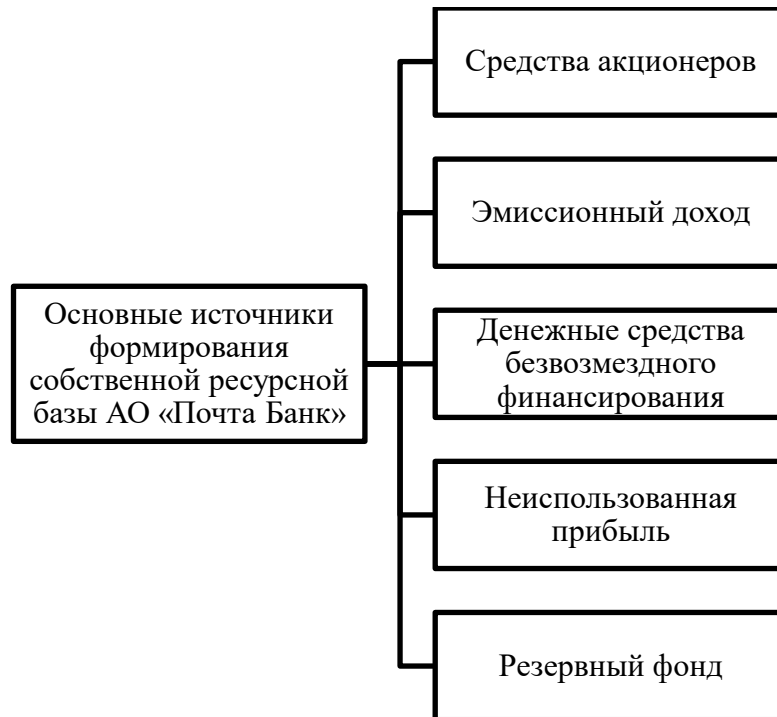 Основные источники
формирования
собственной ресурсной
базы АО «Почта Банк»
Средства акционеров
Эмиссионный доход
Денежные средства
безвозмездного
финансирования
Неиспользованная
прибыль
Резервный фонд